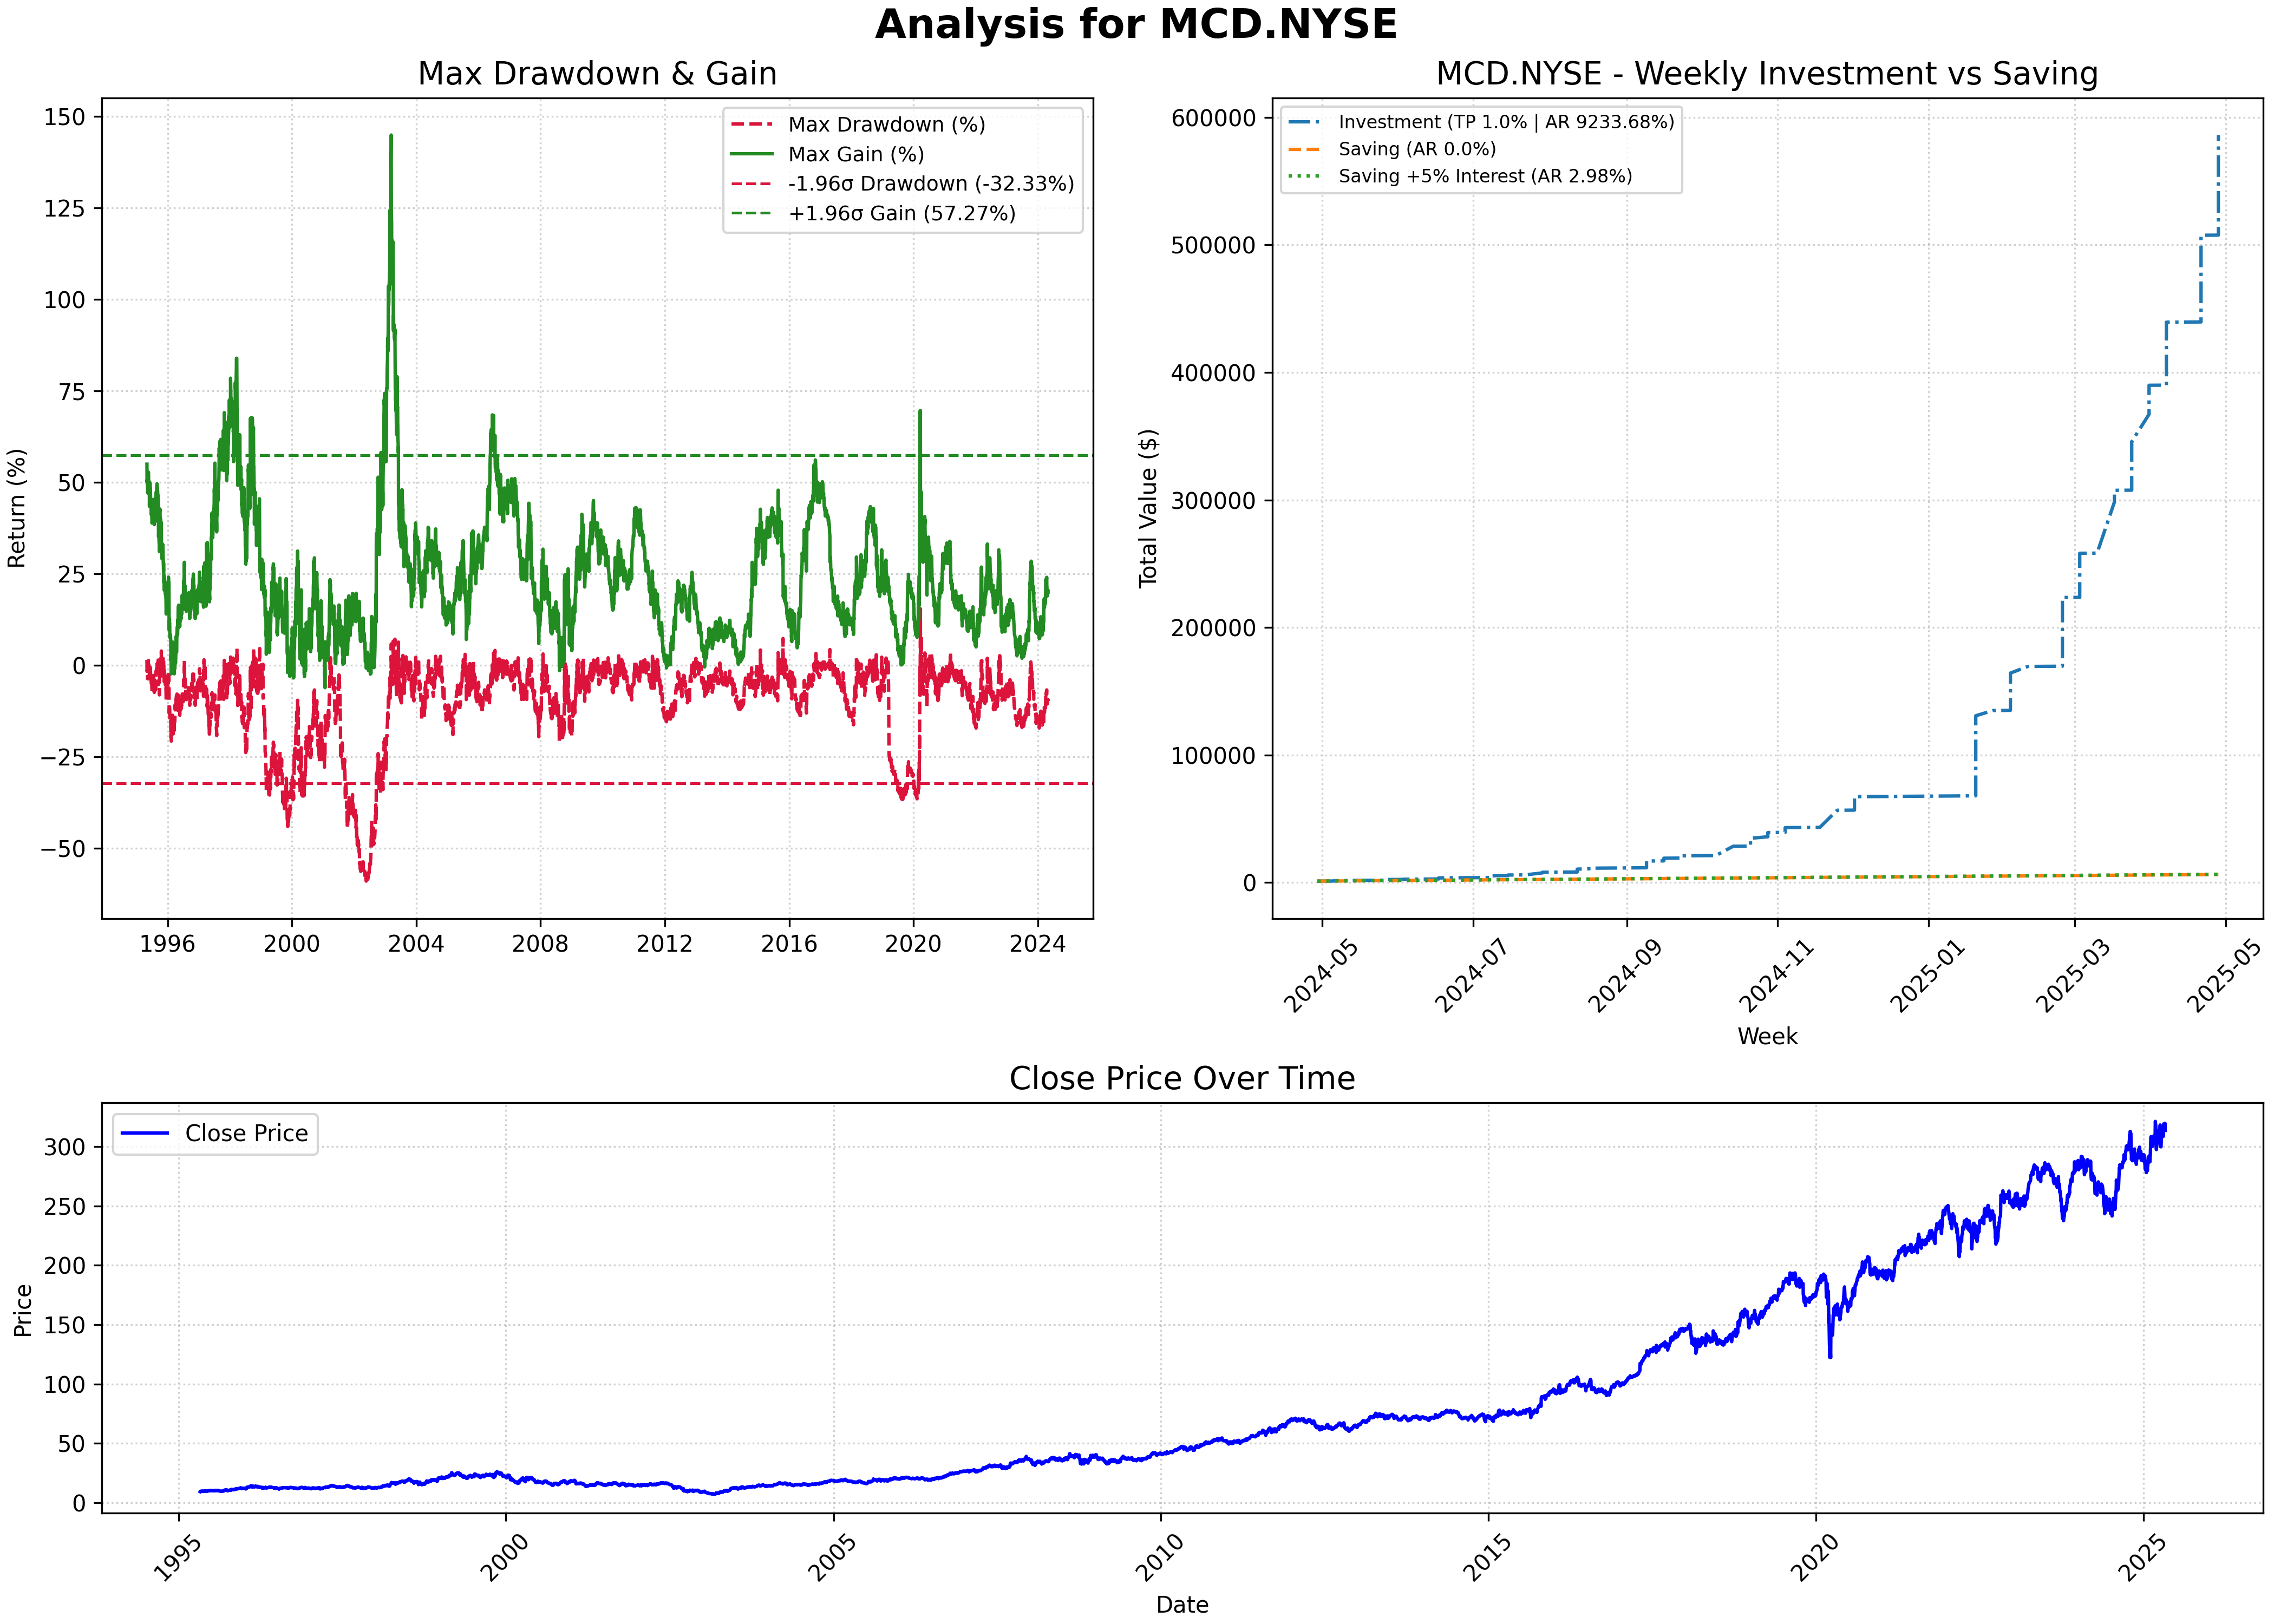 Analysis for MCD.NYSE
Max Drawdown & Gain
Return (%)
150
125
100
75
50
25
0
−25
−50
1996
2000
2004
2008
2012
2016
2020
2024
Max Drawdown (%)
Max Gain (%)
-1.96σ Drawdown (-32.33%)
+1.96σ Gain (57.27%)
MCD.NYSE - Weekly Investment vs Saving
Total Value ($)
600000
500000
400000
300000
200000
100000
0
2024-05
2024-07
2024-09
2024-11
2025-01
2025-03
2025-05
Week
Investment (TP 1.0% | AR 9233.68%)
Saving (AR 0.0%)
Saving +5% Interest (AR 2.98%)
Close Price Over Time
Close Price
Price
300
250
200
150
100
50
0
1995
2000
2005
2010
2015
2020
2025
Date